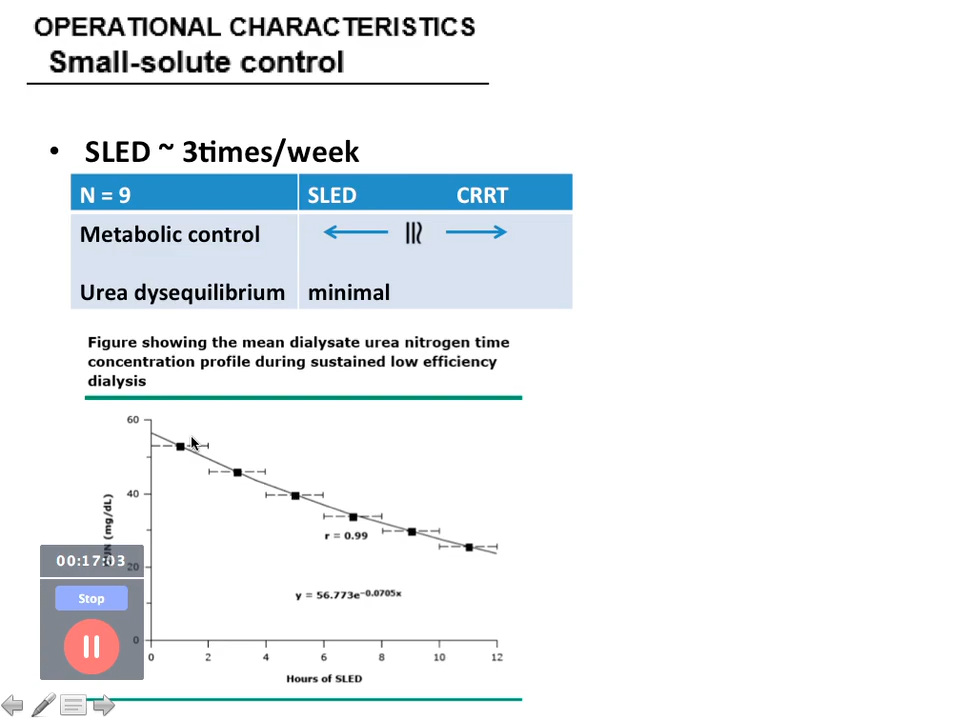 OPERATIONAL CHARACTERISTICS
Small-solute control
• SLED ~ 3times/week
N = 9 SLED CRRT
Metabolic control
Urea dysequilibrium minimal
Figure showing the mean dialysate urea nitrogen time
concentration profile during sustained low efficiency
dialysis
60
40
20
0
(mg/dL)
r = 0.99
y = 56.773e^−0.0705x
0 2 4 6 8 10 12
Hours of SLED
00:17:03
Stop